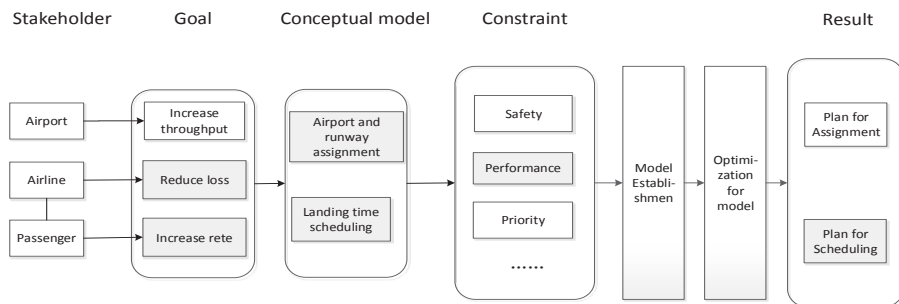 Stakeholder
Goal
Conceptual model
Constraint
Result
Airport
Airline
Passenger
Increase
throughput
Reduce loss
Increase rete
Airport and
runway
assignment
Landing time
scheduling
Safety
Performance
Priority
......
Model
Establi-
shmen
Optimi-
zation
for
model
Plan for
Assignment
Plan for
Scheduling